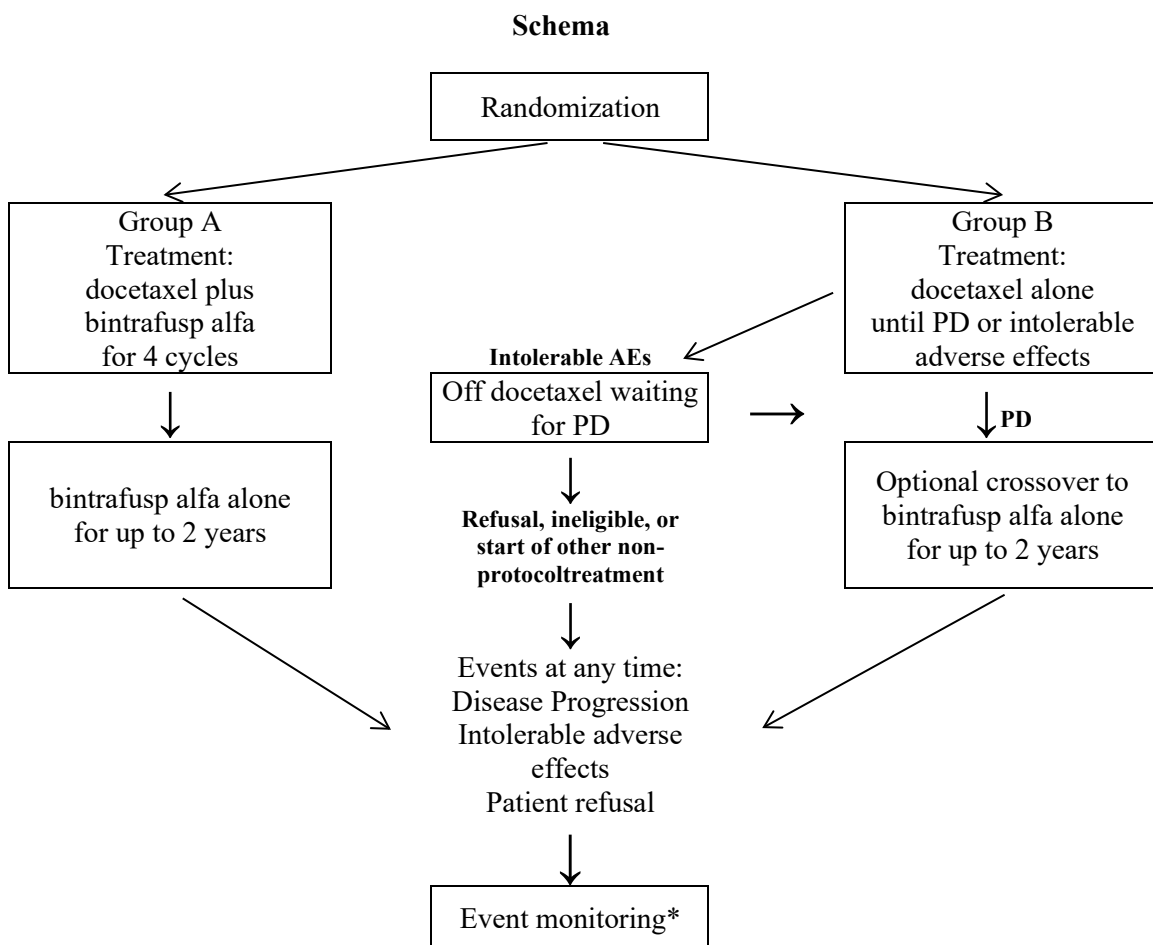 Schema
Randomization
Group A
Treatment:
docetaxel plus
bintrafusp alfa
for 4 cycles
Group B
Treatment:
docetaxel alone
until PD or intolerable
adverse effects
Intolerable AEs
Off docetaxel waiting
for PD
PD
bintrafusp alfa alone
for up to 2 years
Refusal, ineligible, or
start of other non-
protocoltreatment
Optional crossover to
bintrafusp alfa alone
for up to 2 years
Events at any time:
Disease Progression
Intolerable adverse
effects
Patient refusal
Event monitoring*